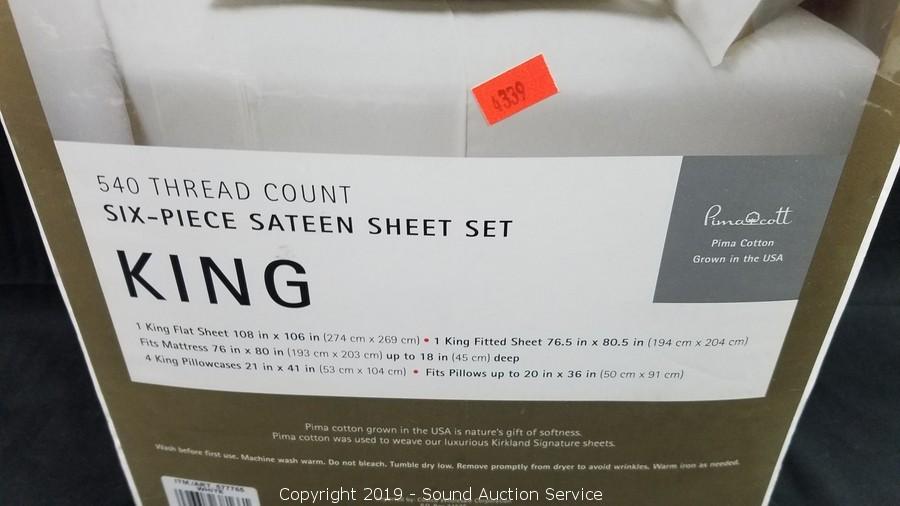 4339
540 THREAD COUNT
SIX-PIECE SATEEN SHEET SET
KING
Pimacott
Pima Cotton
Grown in the USA
1 King Flat Sheet 108 in x 106 in (274 cm x 269 cm) • 1 King Fitted Sheet 76.5 in x 80.5 in (194 cm x 204 cm)
Fits Mattress 76 in x 80 in (193 cm x 203 cm) up to 18 in (45 cm) deep
4 King Pillowcases 21 in x 41 in (53 cm x 104 cm) • Fits Pillows up to 20 in x 36 in (50 cm x 91 cm)
Pima cotton grown in the USA is nature's gift of softness.
Pima cotton was used to weave our luxurious Kirkland Signature sheets.
Wash before first use. Machine wash warm. Do not bleach. Tumble dry low. Remove promptly from dryer to avoid wrinkles. Warm iron as needed.
ITM./ART. 577765
WHITE
Copyright 2019 - Sound Auction Service